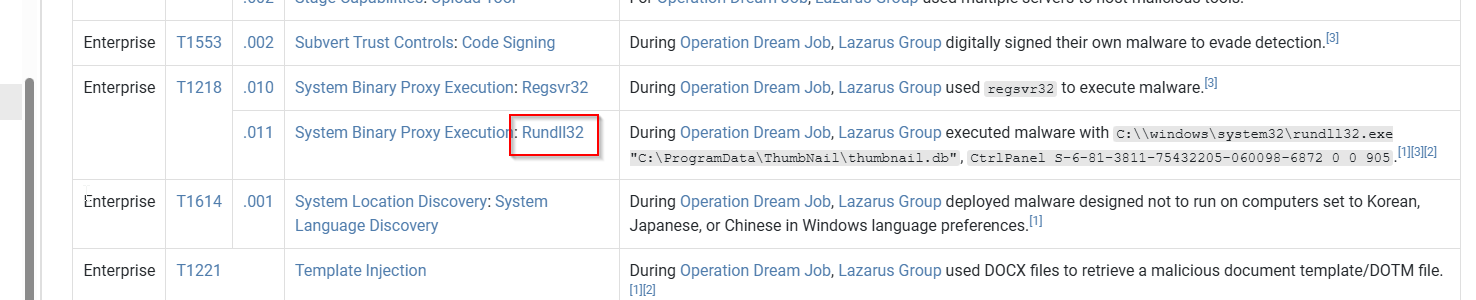 .002 Stage Capabilities: Upload Tool For Operation Dream Job, Lazarus Group used multiple servers to host malicious tools.
Enterprise T1553 .002 Subvert Trust Controls: Code Signing During Operation Dream Job, Lazarus Group digitally signed their own malware to evade detection.[3]
Enterprise T1218 .010 System Binary Proxy Execution: Regsvr32 During Operation Dream Job, Lazarus Group used regsvr32 to execute malware.[3]
.011 System Binary Proxy Execution: Rundll32 During Operation Dream Job, Lazarus Group executed malware with C:\\windows\system32\rundll32.exe
"C:\ProgramData\ThumbNail\thumbnail.db", CtrlPanel S-6-81-3811-75432205-060098-6872 0 0 905.[1][3][2]
Enterprise T1614 .001 System Location Discovery: System During Operation Dream Job, Lazarus Group deployed malware designed not to run on computers set to Korean,
Language Discovery Japanese, or Chinese in Windows language preferences.[1]
Enterprise T1221 Template Injection During Operation Dream Job, Lazarus Group used DOCX files to retrieve a malicious document template/DOTM file.
[1][2]